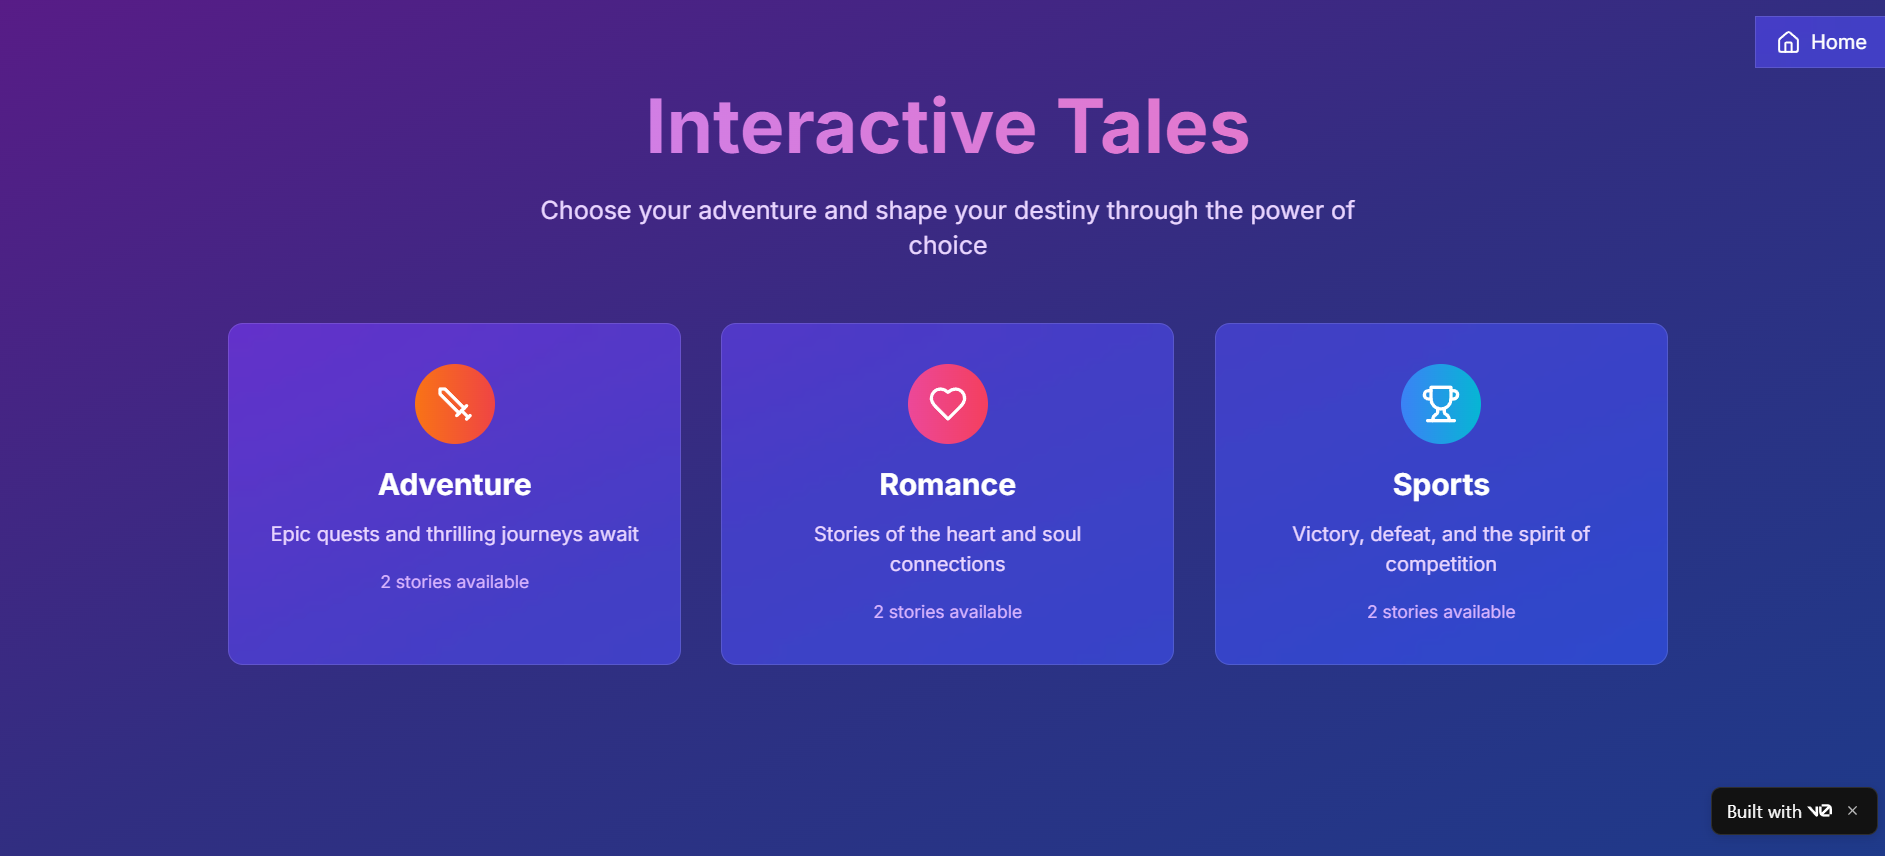 Home
Interactive Tales
Choose your adventure and shape your destiny through the power of
choice
Adventure
Epic quests and thrilling journeys await
2 stories available
Romance
Stories of the heart and soul
connections
2 stories available
Sports
Victory, defeat, and the spirit of
competition
2 stories available
Built with v0